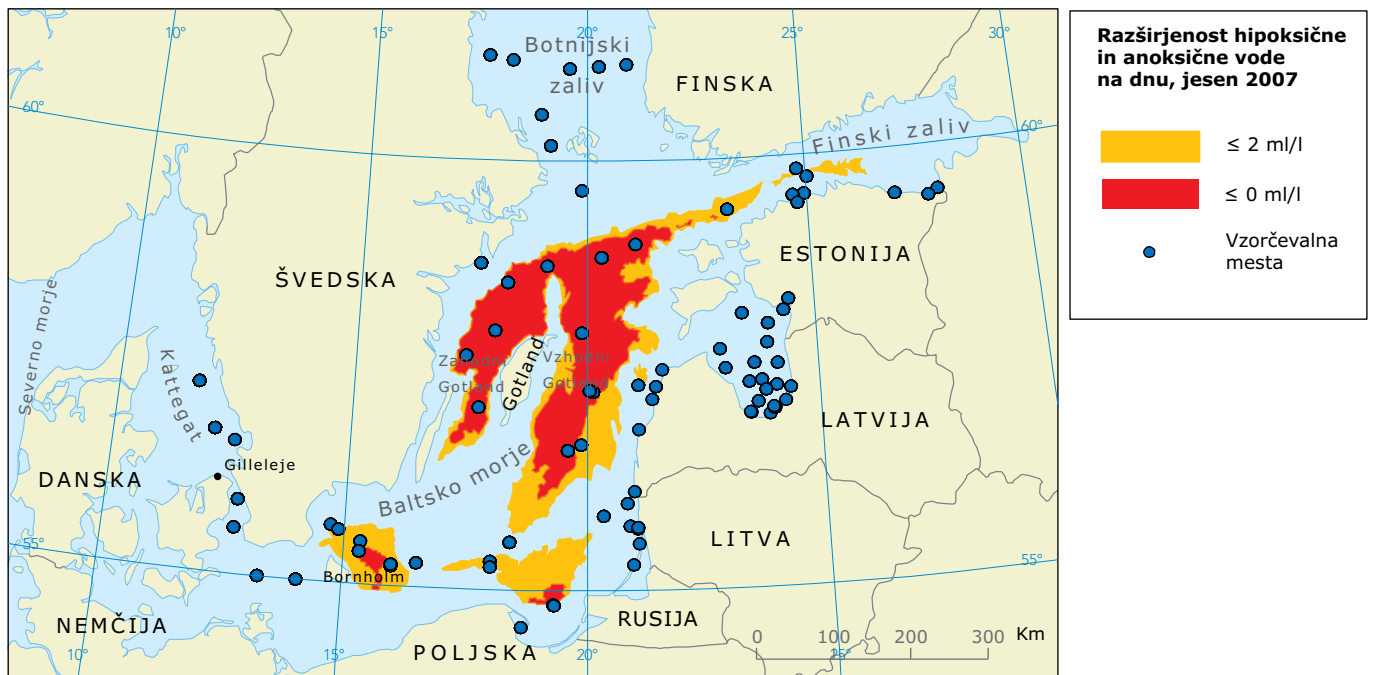 10°
25°
30°
Botnijski
zaliv
FINSKA
60°
60°
Finski zaliv
ESTONIJA
ŠVEDSKA
Severno morje
Kattegat
Zahodni
Gotland
Gotland
Vzhodni
Gotland
LATVIJA
Gilleleje
DANSKA
Baltsko morje
LITVA
55°
55°
Bornholm
NEMČIJA
RUSIJA
POLJSKA
10°
15°
20°
25°
0 100 200 300 Km
Razširjenost hipoksične
in anoksične vode
na dnu, jesen 2007
≤ 2 ml/l
≤ 0 ml/l
Vzorčevalna
mesta
15°
20°